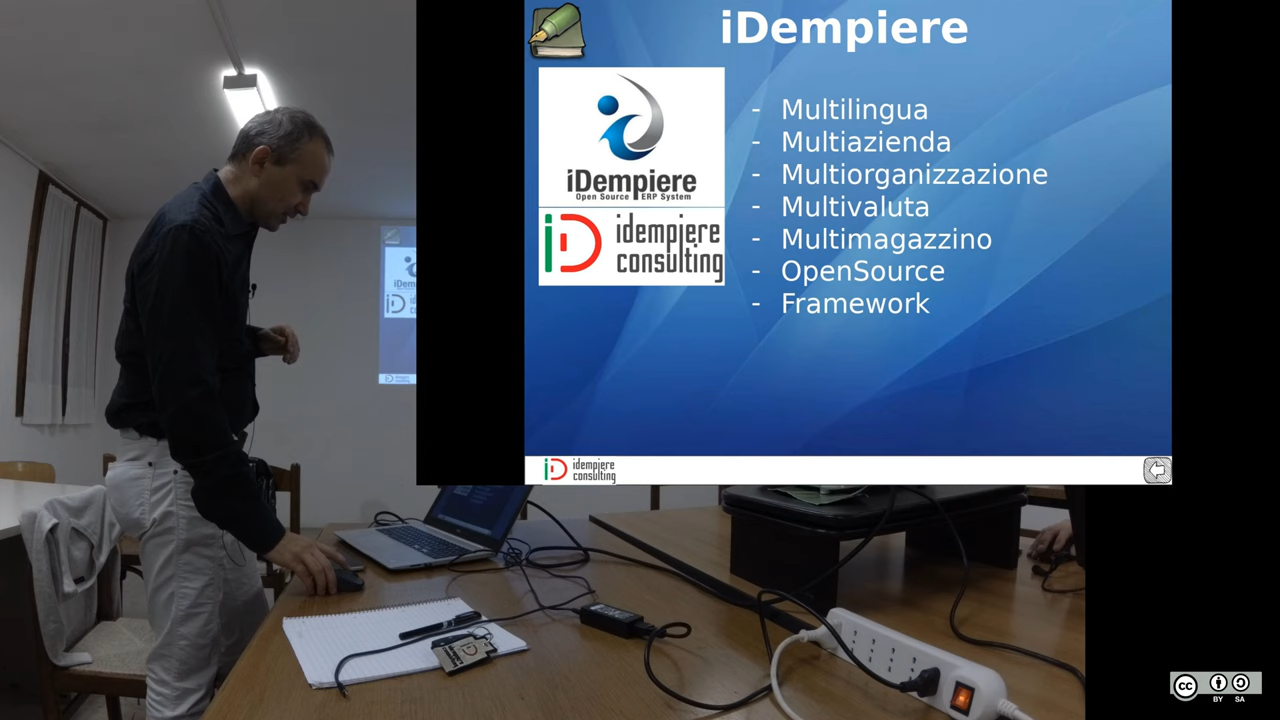 iDempiere
iDempiere
Open Source ERP System
idempiere
consulting
- Multilingua
- Multiazienda
- Multiorganizzazione
- Multivaluta
- Multimagazzino
- OpenSource
- Framework
idempiere
consulting
cc
BY SA